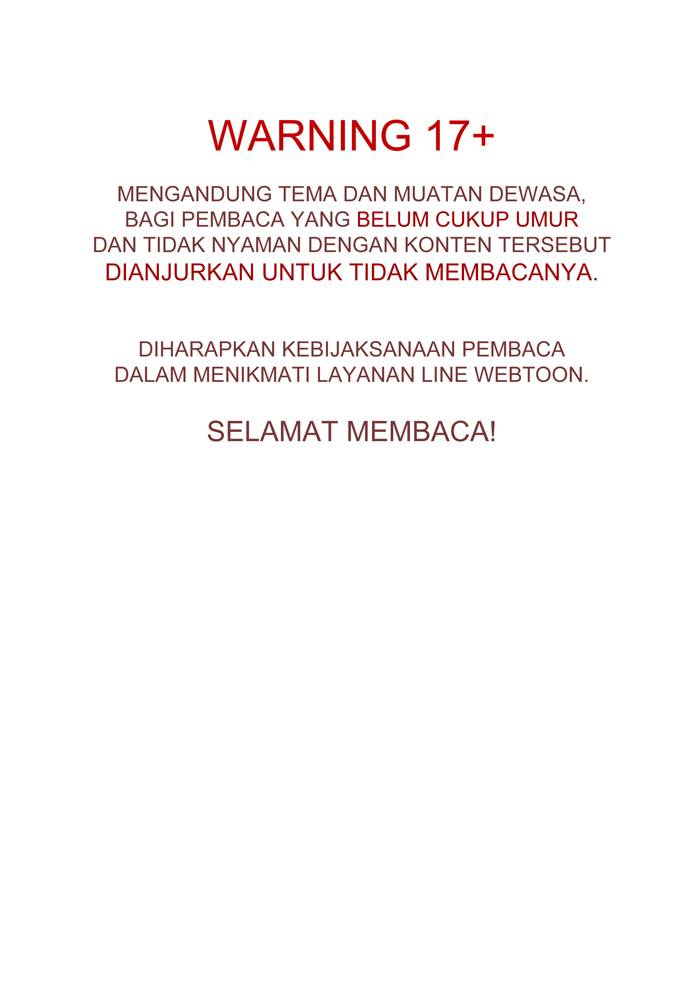 WARNING 17+
MENGANDUNG TEMA DAN MUATAN DEWASA,
BAGI PEMBACA YANG BELUM CUKUP UMUR
DAN TIDAK NYAMAN DENGAN KONTEN TERSEBUT
DIANJURKAN UNTUK TIDAK MEMBACANYA.
DIHARAPKAN KEBIJAKSANAAN PEMBACA
DALAM MENIKMATI LAYANAN LINE WEBTOON.
SELAMAT MEMBACA!